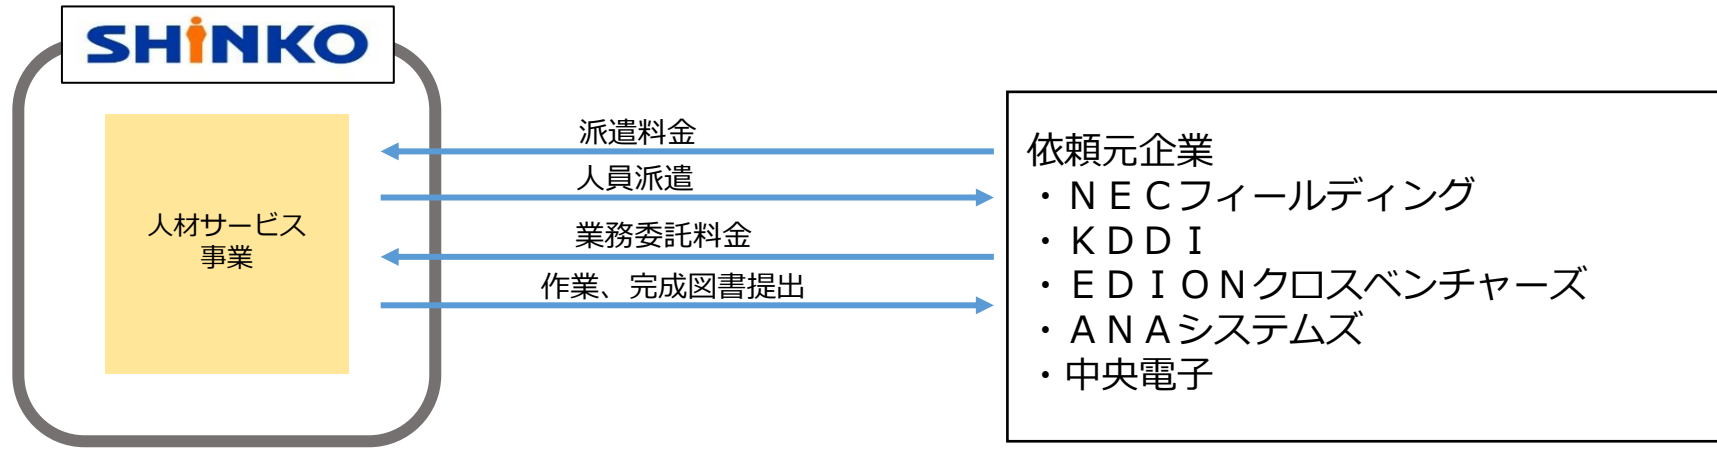 SHiNKO
人材サービス
事業
派遣料金
人員派遣
業務委託料金
作業、完成図書提出
依頼元企業
・ＮＥＣフィールディング
・ＫＤＤＩ
・ＥＤＩＯＮクロスベンチャーズ
・ＡＮＡシステムズ
・中央電子